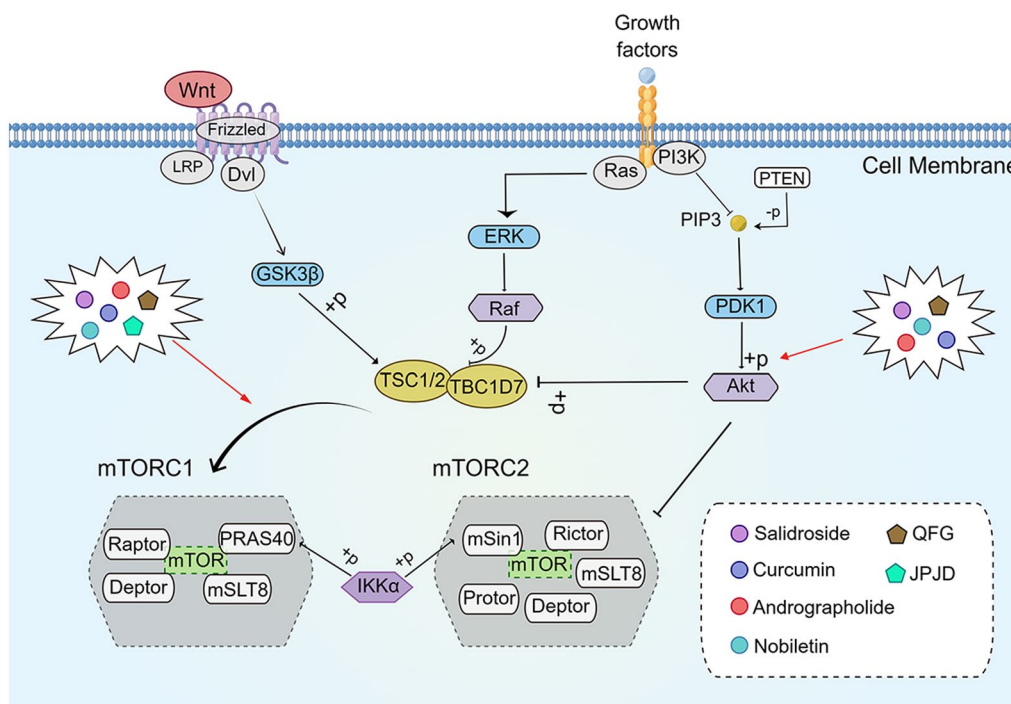 Growth
factors
Wnt
Frizzled
LRP
Dvl
Ras
PI3K
Cell Membrane
PTEN
PIP3
-p
ERK
GSK3β
+p
Raf
PDK1
+p
+p
TSC1/2
TBC1D7
+p
Akt
mTORC1
mTORC2
Raptor
PRAS40
mTOR
Deptor
mSLT8
+p
+p
IKKα
mSin1
Rictor
mTOR
mSLT8
Protor
Deptor
Salidroside
QFG
Curcumin
JPJD
Andrographolide
Nobiletin